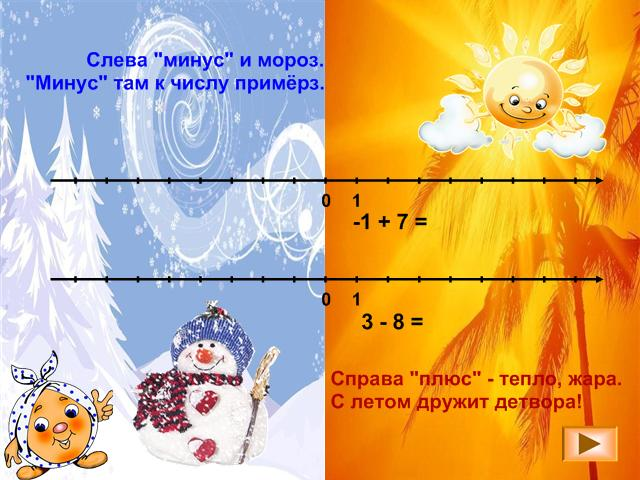 Слева "минус" и мороз.
"Минус" там к числу примёрз.
0 1
-1 + 7 =
0 1
3 - 8 =
Справа "плюс" - тепло, жара.
С летом дружит детвора!